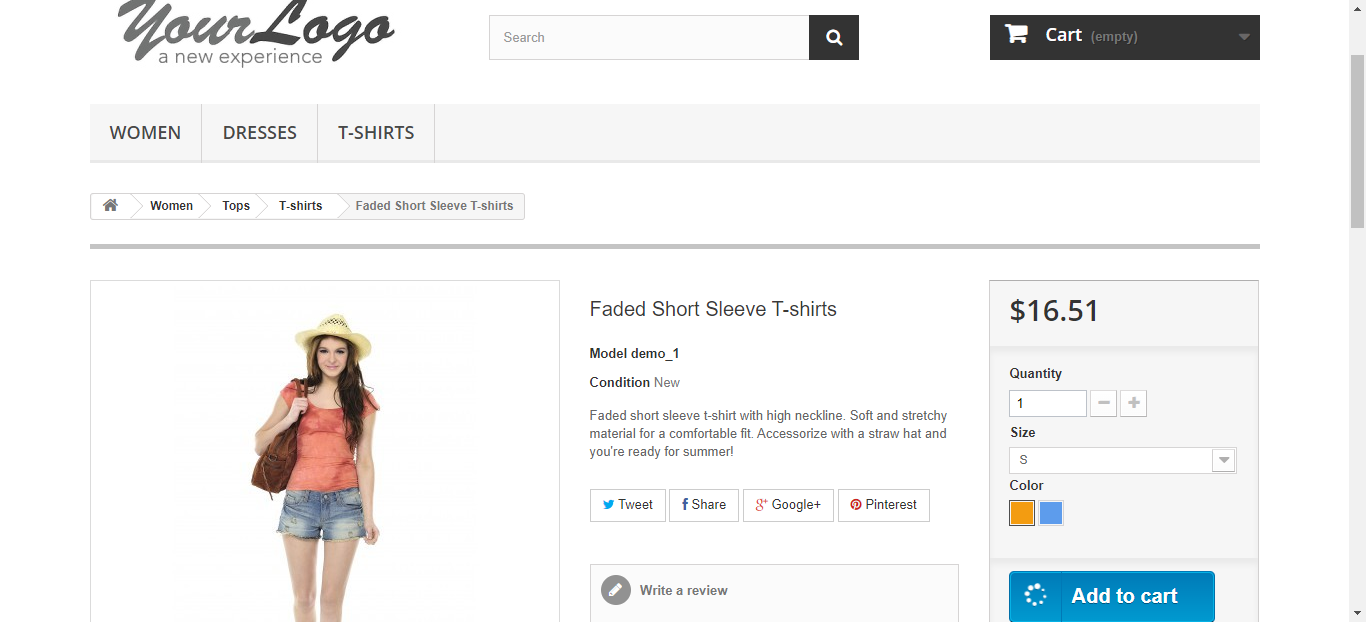 YourLogo
a new experience
Search
Cart (empty)
WOMEN DRESSES T-SHIRTS
Women Tops T-shirts Faded Short Sleeve T-shirts
Faded Short Sleeve T-shirts
Model demo_1
Condition New
Faded short sleeve t-shirt with high neckline. Soft and stretchy
material for a comfortable fit. Accessorize with a straw hat and
you're ready for summer!
Tweet Share Google+ Pinterest
Write a review
$16.51
Quantity
1
Size
S
Color
Add to cart